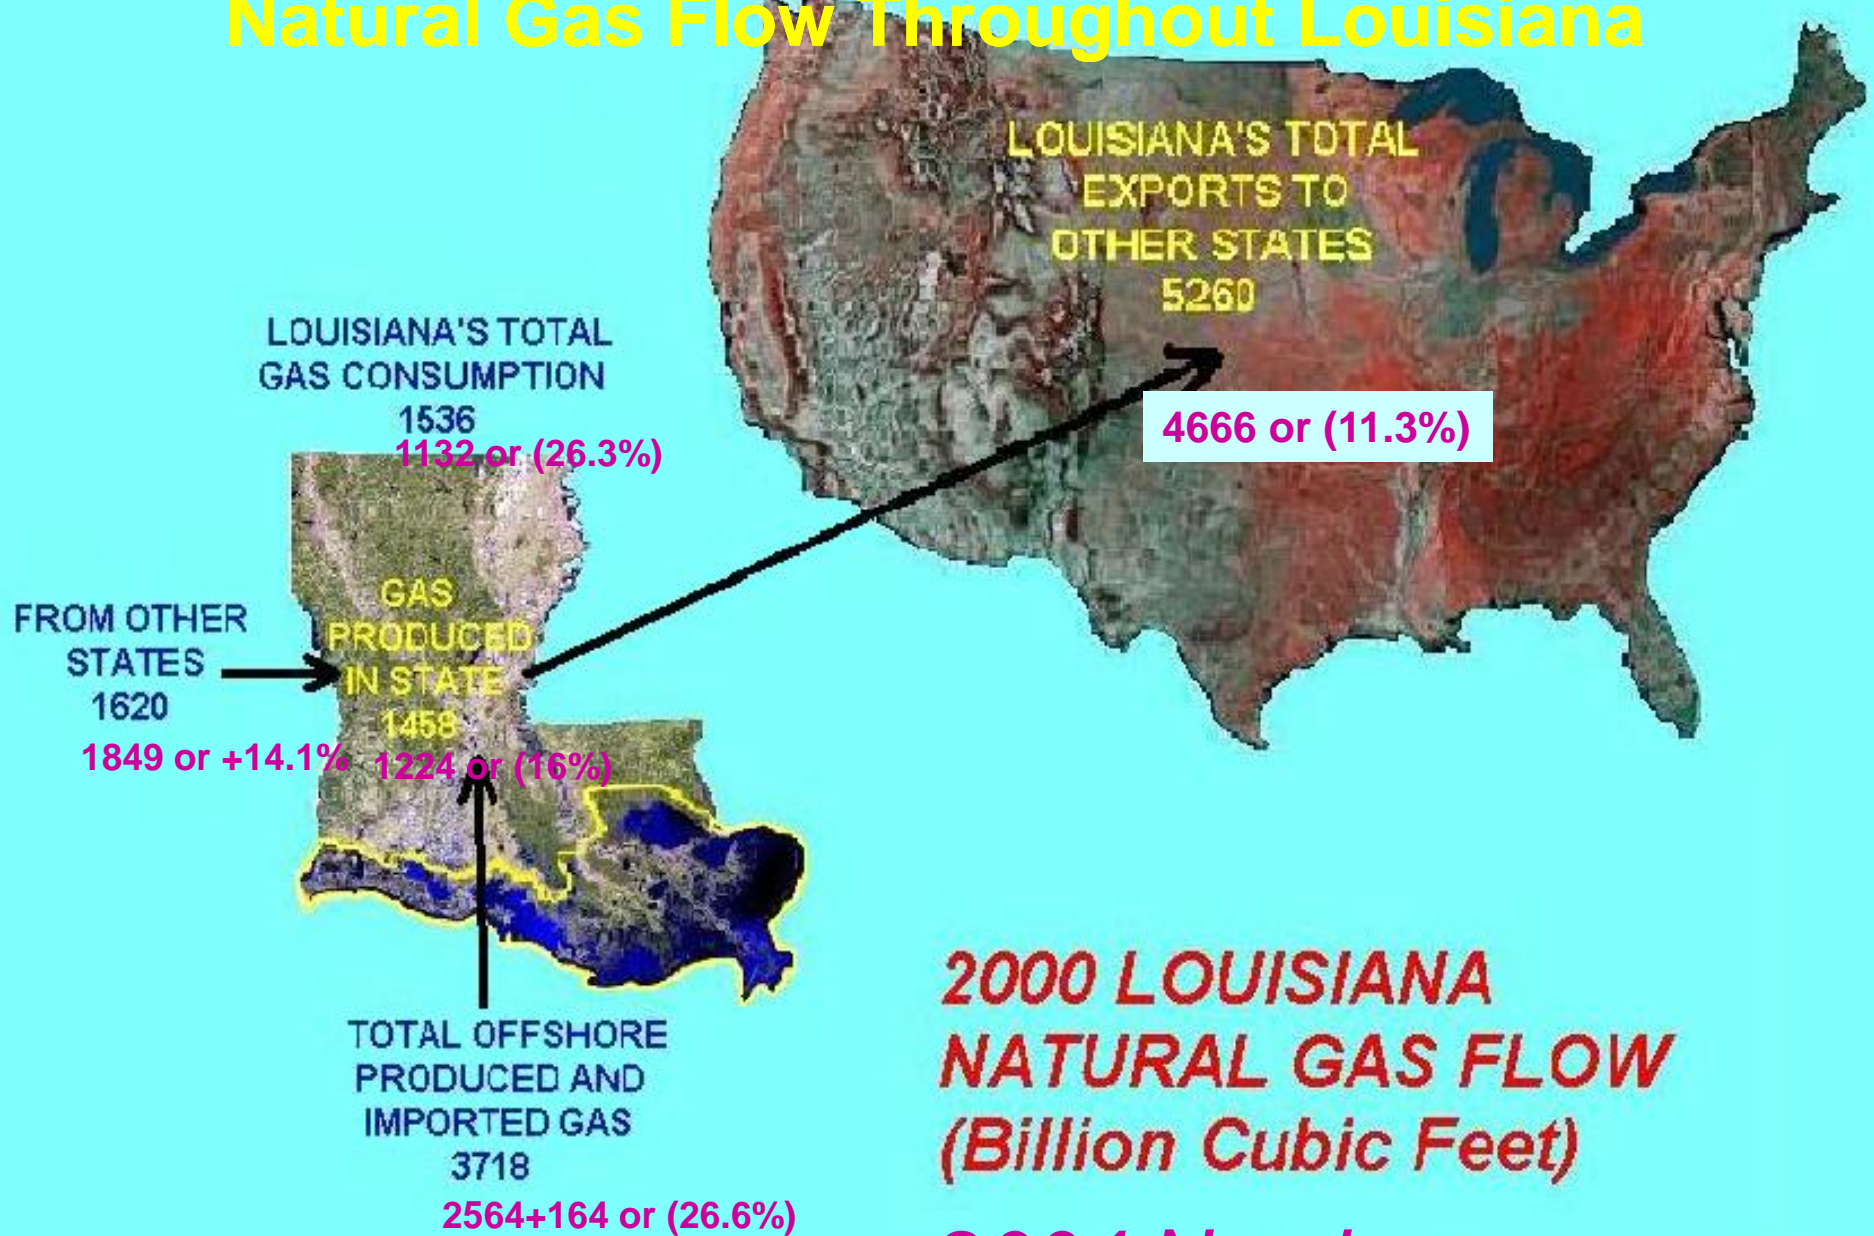 Natural Gas Flow Throughout Louisiana
LOUISIANA'S TOTAL
EXPORTS TO
OTHER STATES
5260
4666 or (11.3%)
LOUISIANA'S TOTAL
GAS CONSUMPTION
1536
1132 or (26.3%)
FROM OTHER
STATES
1620
1849 or +14.1%
GAS
PRODUCED
IN STATE
1458
1224 or (16%)
TOTAL OFFSHORE
PRODUCED AND
IMPORTED GAS
3718
2564+164 or (26.6%)
2000 LOUISIANA
NATURAL GAS FLOW
(Billion Cubic Feet)